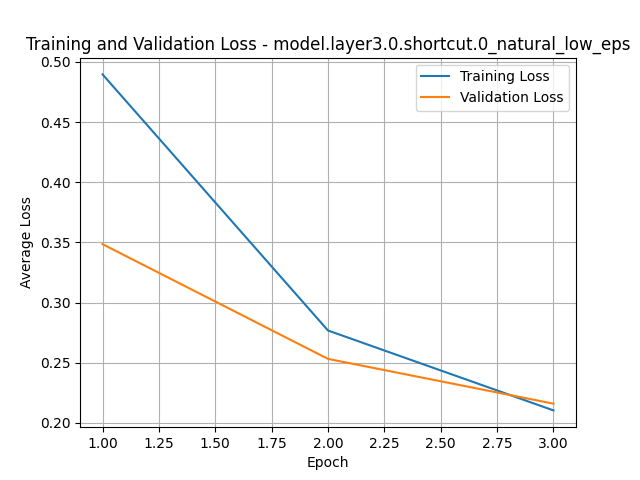 Training and Validation Loss - model.layer3.0.shortcut.0_natural_low_eps
Training Loss
Validation Loss
0.50
0.45
0.40
0.35
0.30
0.25
0.20
Average Loss
1.00 1.25 1.50 1.75 2.00 2.25 2.50 2.75 3.00
Epoch